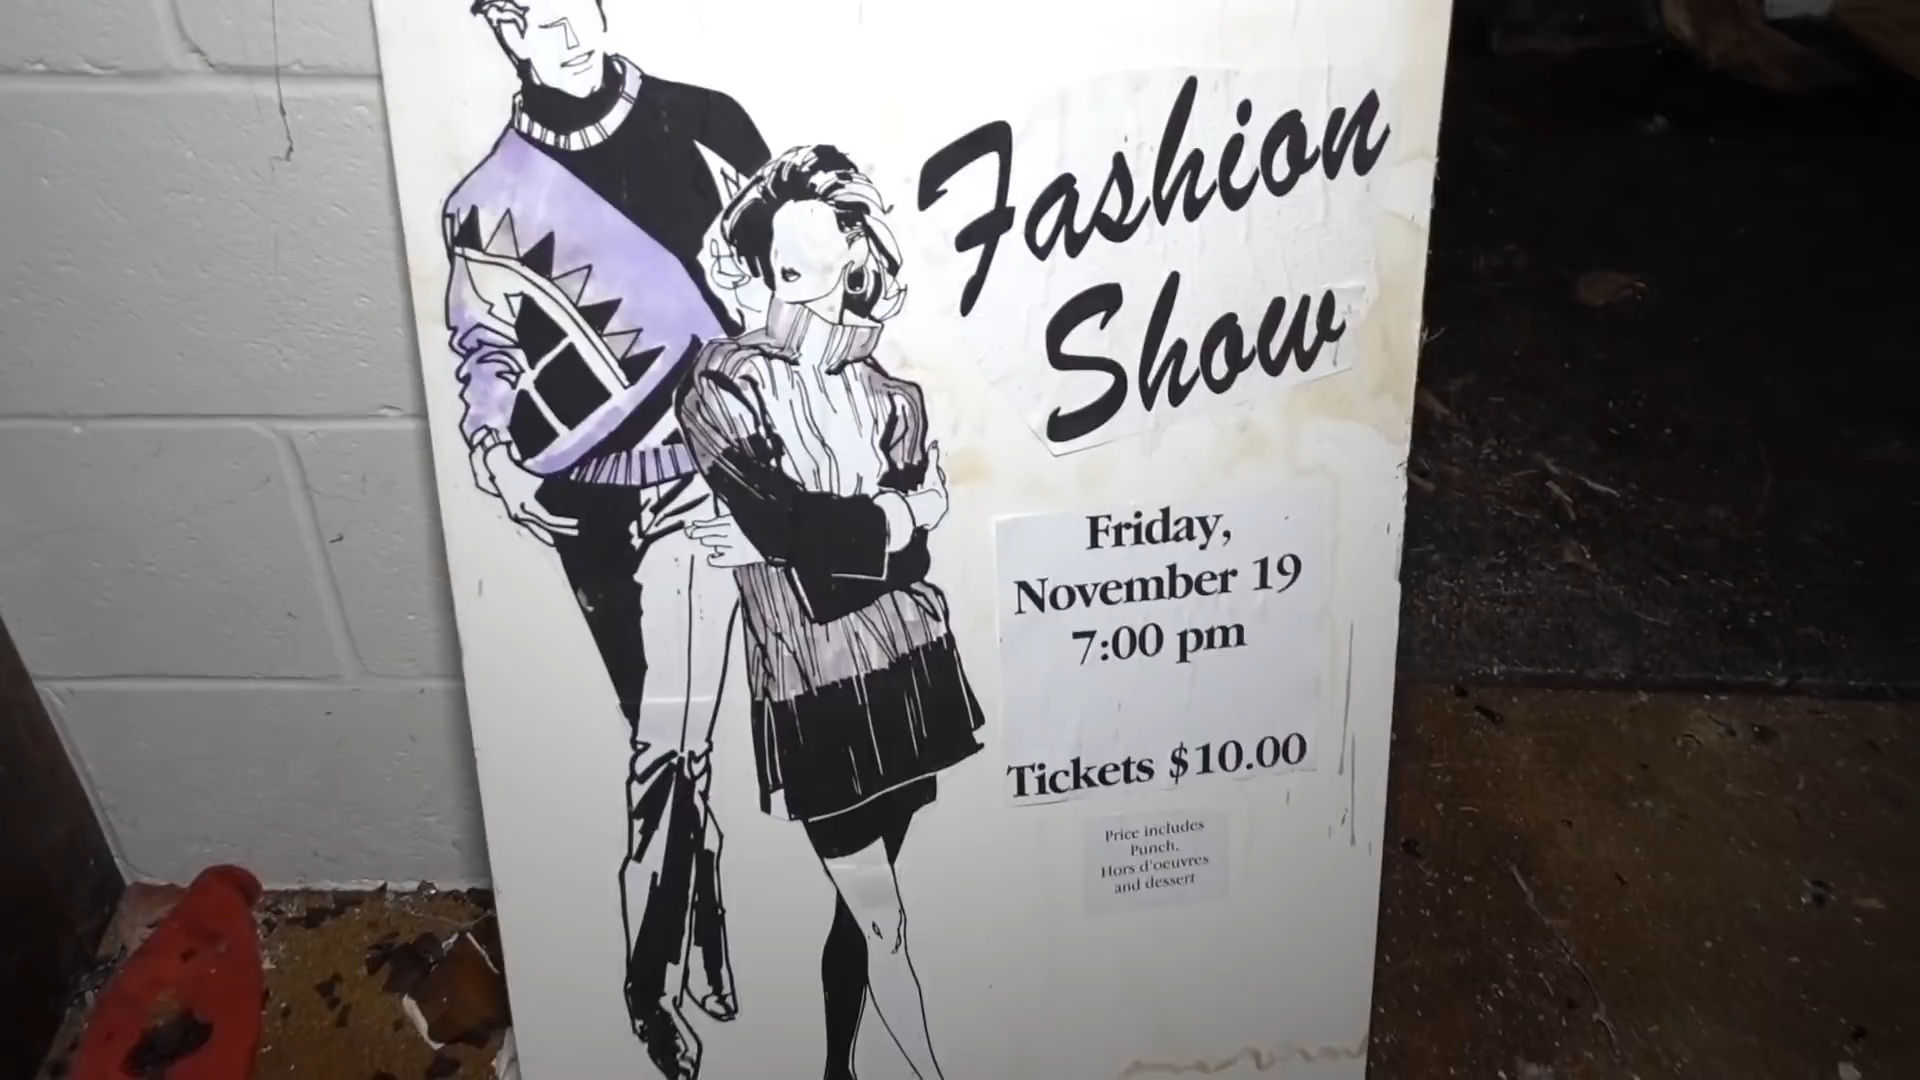 Fashion
Show
Friday,
November 19
7:00 pm
Tickets $10.00
Price includes
Punch,
Hors d'oeuvres
and dessert